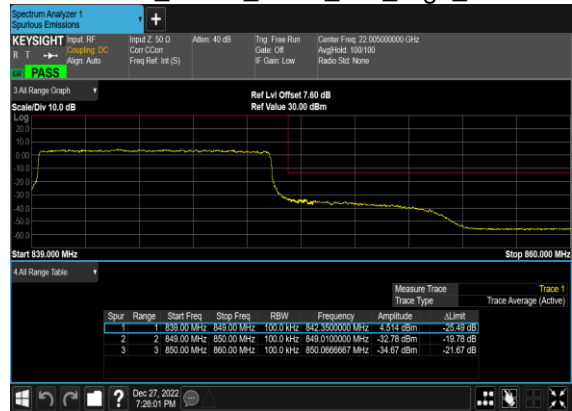 Spectrum Analyzer 1
Spurious Emissions
KEYSIGHT
R T
Input: RF
Coupling: DC
Align: Auto
Input Z: 50 Ω
Corr CCorr
Freq Ref: Int (S)
Atten: 40 dB
Trig: Free Run
Gate: Off
IF Gain: Low
Center Freq: 22.005000000 GHz
Avg|Hold: 100/100
Radio Std: None
PASS
3 All Range Graph
Scale/Div 10.0 dB
Ref Lvl Offset 7.60 dB
Ref Value 30.00 dBm
Log
20.0
10.0
0.00
-10.0
-20.0
-30.0
-40.0
-50.0
-60.0
Start 839.000 MHz
Stop 860.000 MHz
4 All Range Table
Measure Trace Trace 1
Trace Type Trace Average (Active)
Spur Range Start Freq Stop Freq RBW Frequency Amplitude ΔLimit
1 1 839.00 MHz 849.00 MHz 100.0 kHz 842.3500000 MHz 4.514 dBm -25.49 dB
2 2 849.00 MHz 850.00 MHz 100.0 kHz 849.0100000 MHz -32.78 dBm -19.78 dB
3 3 850.00 MHz 860.00 MHz 100.0 kHz 850.0666667 MHz -34.67 dBm -21.67 dB
? Dec 27, 2022
7:26:01 PM